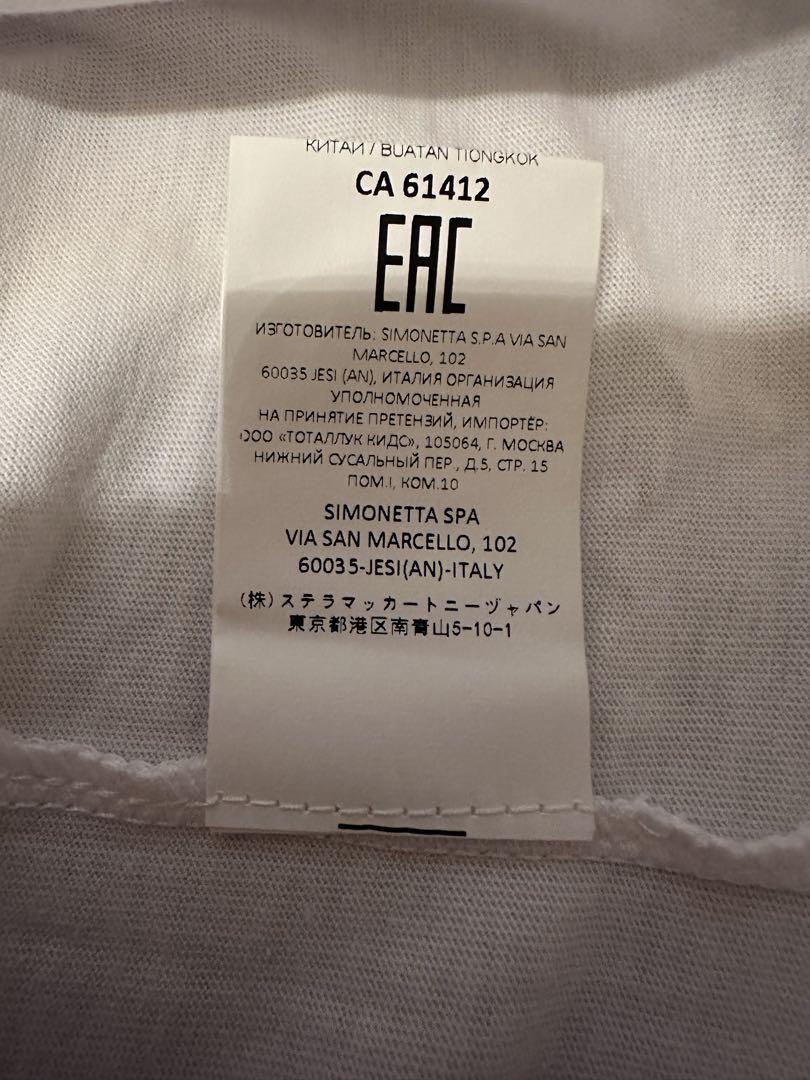 КИТАЙ / BUATAN TIONGKOK
CA 61412
EAC
ИЗГОТОВИТЕЛЬ: SIMONETTA S.P.A VIA SAN
MARCELLO, 102
60035 JESI (AN), ИТАЛИЯ ОРГАНИЗАЦИЯ
УПОЛНОМОЧЕННАЯ
НА ПРИНЯТИЕ ПРЕТЕНЗИЙ, ИМПОРТЁР:
ООО «ТОТАЛЛУК КИДС», 105064, Г. МОСКВА
НИЖНИЙ СУСАЛЬНЫЙ ПЕР., Д.5, СТР. 15
ПОМ.I, КОМ.10
SIMONETTA SPA
VIA SAN MARCELLO, 102
60035-JESI(AN)-ITALY
(株)ステラマッカートニーヅャパン
東京都港区南青山5-10-1